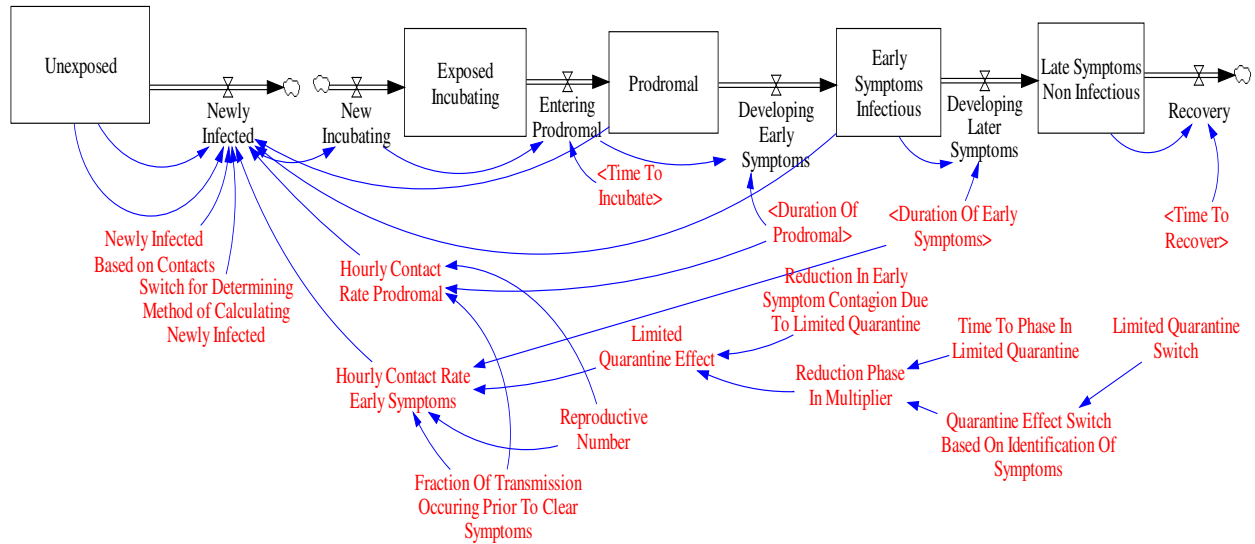 Unexposed
Newly
Infected
New
Incubating
Exposed
Incubating
Entering
Prodromal
Prodromal
Developing
Early
Symptoms
Early
Symptoms
Infectious
Developing
Later
Symptoms
Late Symptoms
Non Infectious
Recovery
<Time To
Incubate>
<Duration Of
Prodromal>
<Duration Of Early
Symptoms>
<Time To
Recover>
Newly Infected
Based on Contacts
Switch for Determining
Method of Calculating
Newly Infected
Hourly Contact
Rate Prodromal
Reduction In Early
Symptom Contagion Due
To Limited Quarantine
Limited
Quarantine Effect
Time To Phase In
Limited Quarantine
Limited Quarantine
Switch
Hourly Contact Rate
Early Symptoms
Reduction Phase
In Multiplier
Reproductive
Number
Quarantine Effect Switch
Based On Identification Of
Symptoms
Fraction Of Transmission
Occuring Prior To Clear
Symptoms